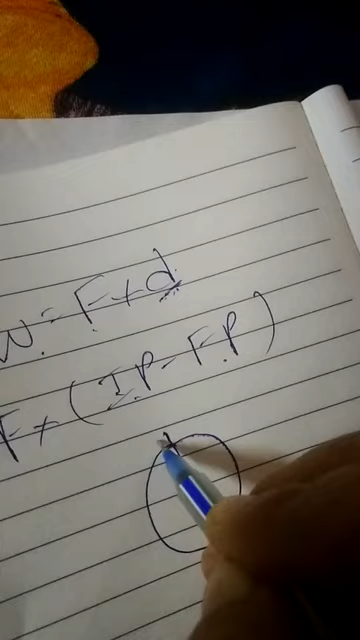 W = F × d
F × (I.P - F.P)